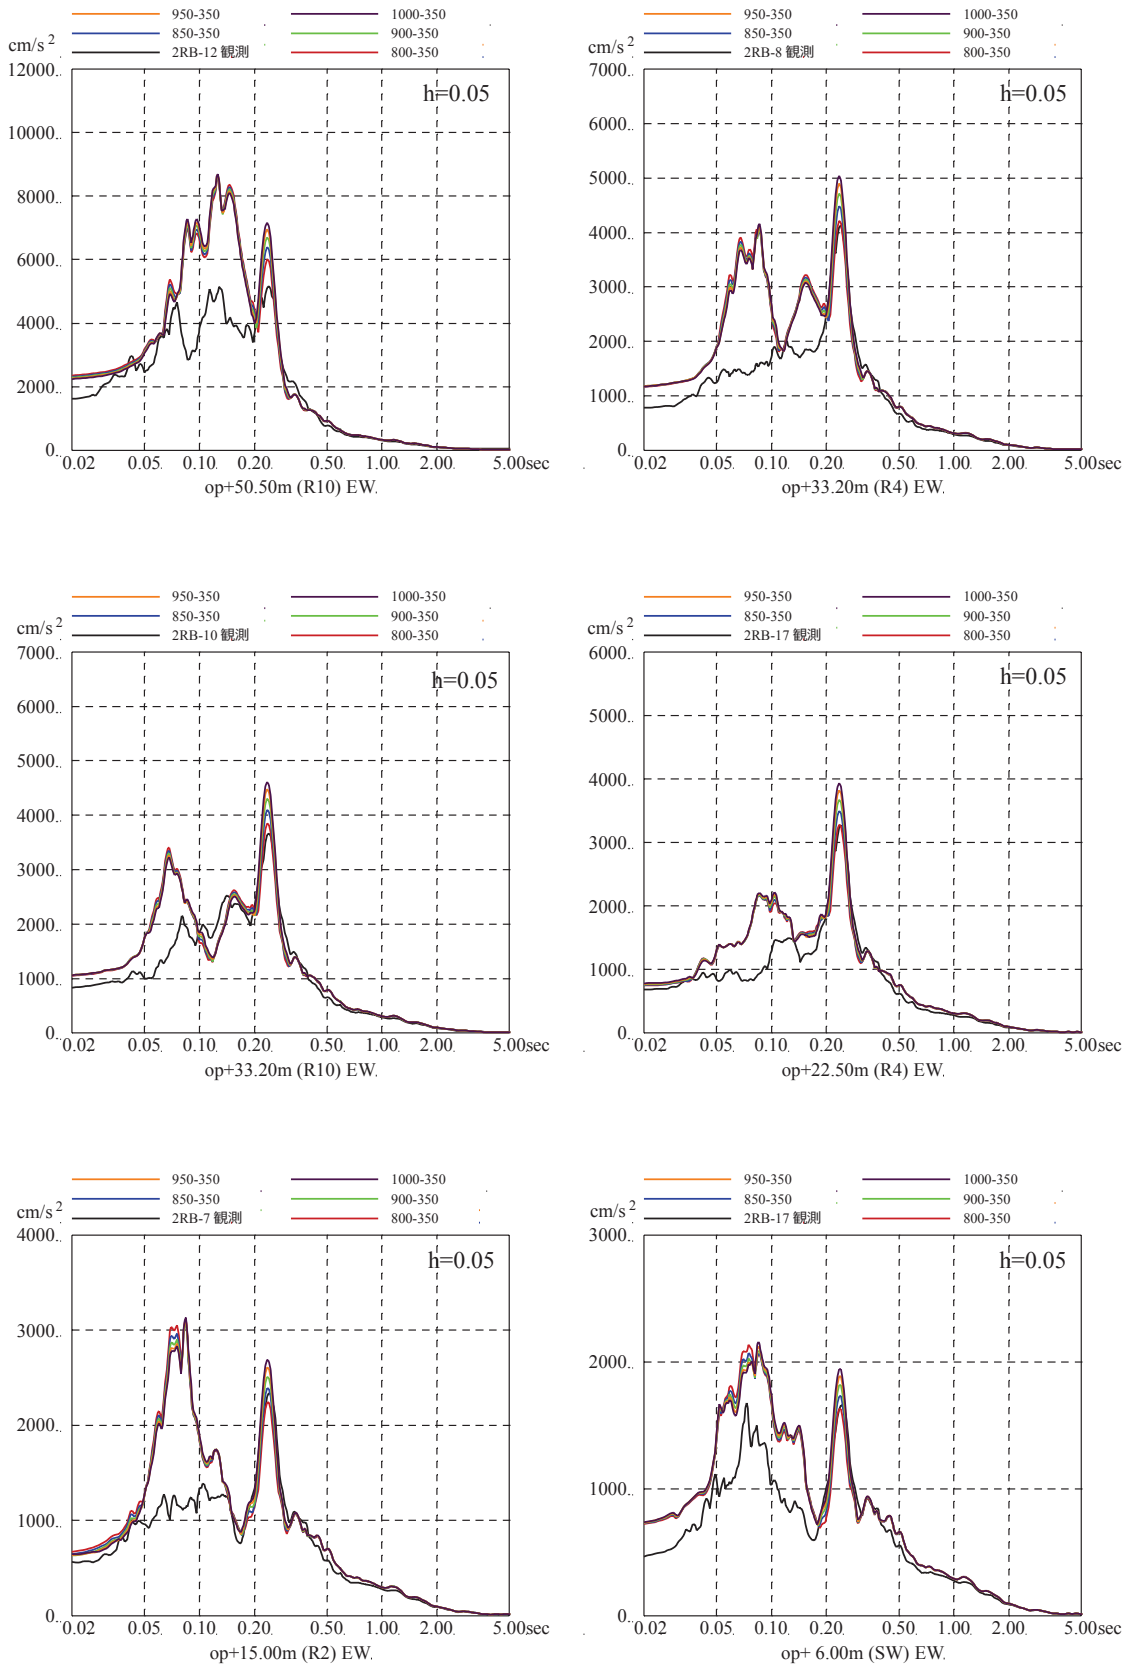 950-350 1000-350
850-350 900-350
2RB-12 観測 800-350
cm/s 2
h=0.05
12000
10000
8000
6000
4000
2000
0
0.02 0.05 0.10 0.20 0.50 1.00 2.00 5.00sec
op+50.50m (R10) EW
950-350 1000-350
850-350 900-350
2RB-8 観測 800-350
cm/s 2
h=0.05
7000
6000
5000
4000
3000
2000
1000
0
0.02 0.05 0.10 0.20 0.50 1.00 2.00 5.00sec
op+33.20m (R4) EW
950-350 1000-350
850-350 900-350
2RB-10 観測 800-350
cm/s 2
h=0.05
7000
6000
5000
4000
3000
2000
1000
0
0.02 0.05 0.10 0.20 0.50 1.00 2.00 5.00sec
op+33.20m (R10) EW
950-350 1000-350
850-350 900-350
2RB-17 観測 800-350
cm/s 2
h=0.05
6000
5000
4000
3000
2000
1000
0
0.02 0.05 0.10 0.20 0.50 1.00 2.00 5.00sec
op+22.50m (R4) EW
950-350 1000-350
850-350 900-350
2RB-7 観測 800-350
cm/s 2
h=0.05
4000
3000
2000
1000
0
0.02 0.05 0.10 0.20 0.50 1.00 2.00 5.00sec
op+15.00m (R2) EW
950-350 1000-350
850-350 900-350
2RB-17 観測 800-350
cm/s 2
h=0.05
3000
2000
1000
0
0.02 0.05 0.10 0.20 0.50 1.00 2.00 5.00sec
op+ 6.00m (SW) EW